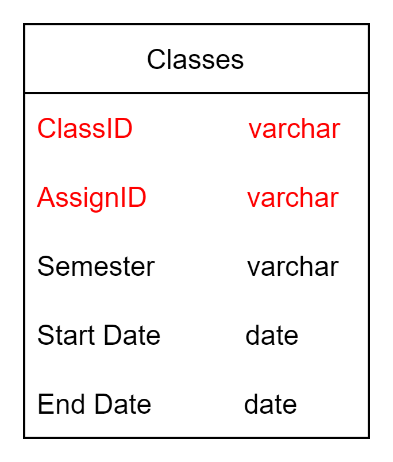 Classes
ClassID varchar
AssignID varchar
Semester varchar
Start Date date
End Date date